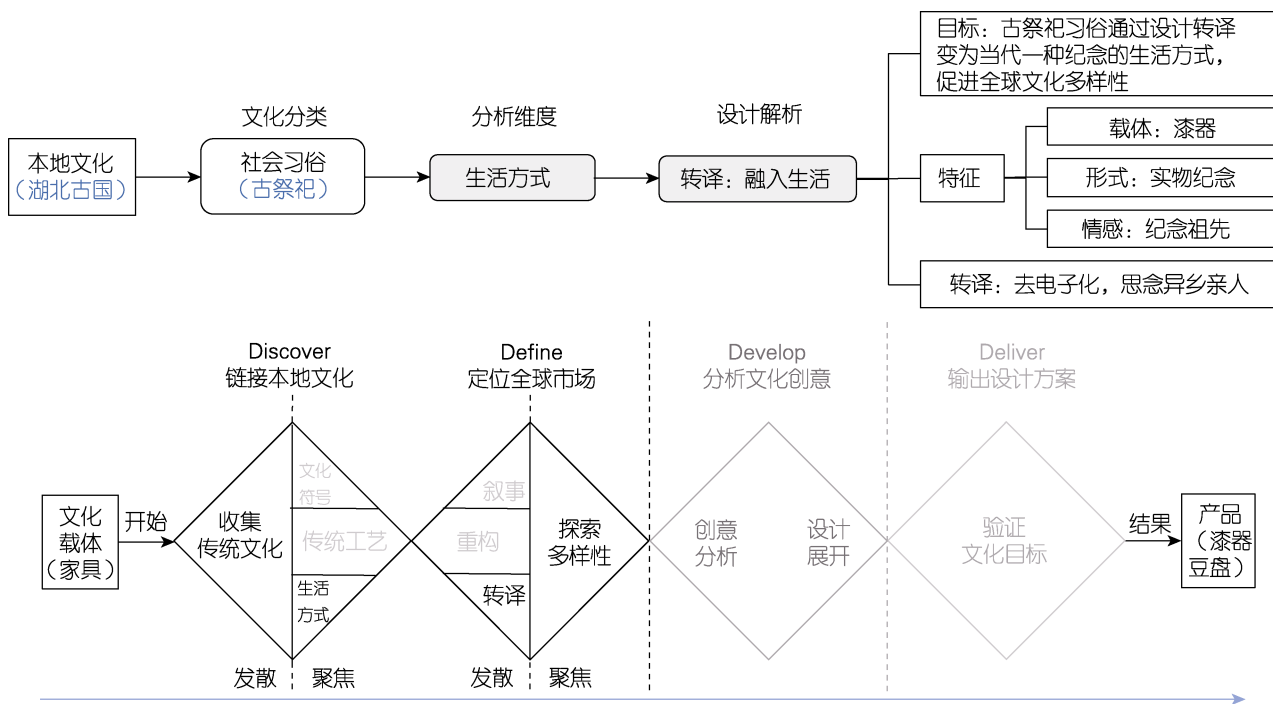 目标：古祭祀习俗通过设计转译
变为当代一种纪念的生活方式，
促进全球文化多样性
文化分类
分析维度
设计解析
本地文化
（湖北古国）
社会习俗
（古祭祀）
生活方式
转译：融入生活
特征
载体：漆器
形式：实物纪念
情感：纪念祖先
转译：去电子化，思念异乡亲人
Discover
链接本地文化
Define
定位全球市场
Develop
分析文化创意
Deliver
输出设计方案
文化
载体
（家具）
开始
收集
传统文化
文化
符号
传统工艺
生活
方式
叙事
重构
转译
探索
多样性
创意
分析
设计
展开
验证
文化目标
结果
产品
（漆器
豆盘）
发散
聚焦
发散
聚焦